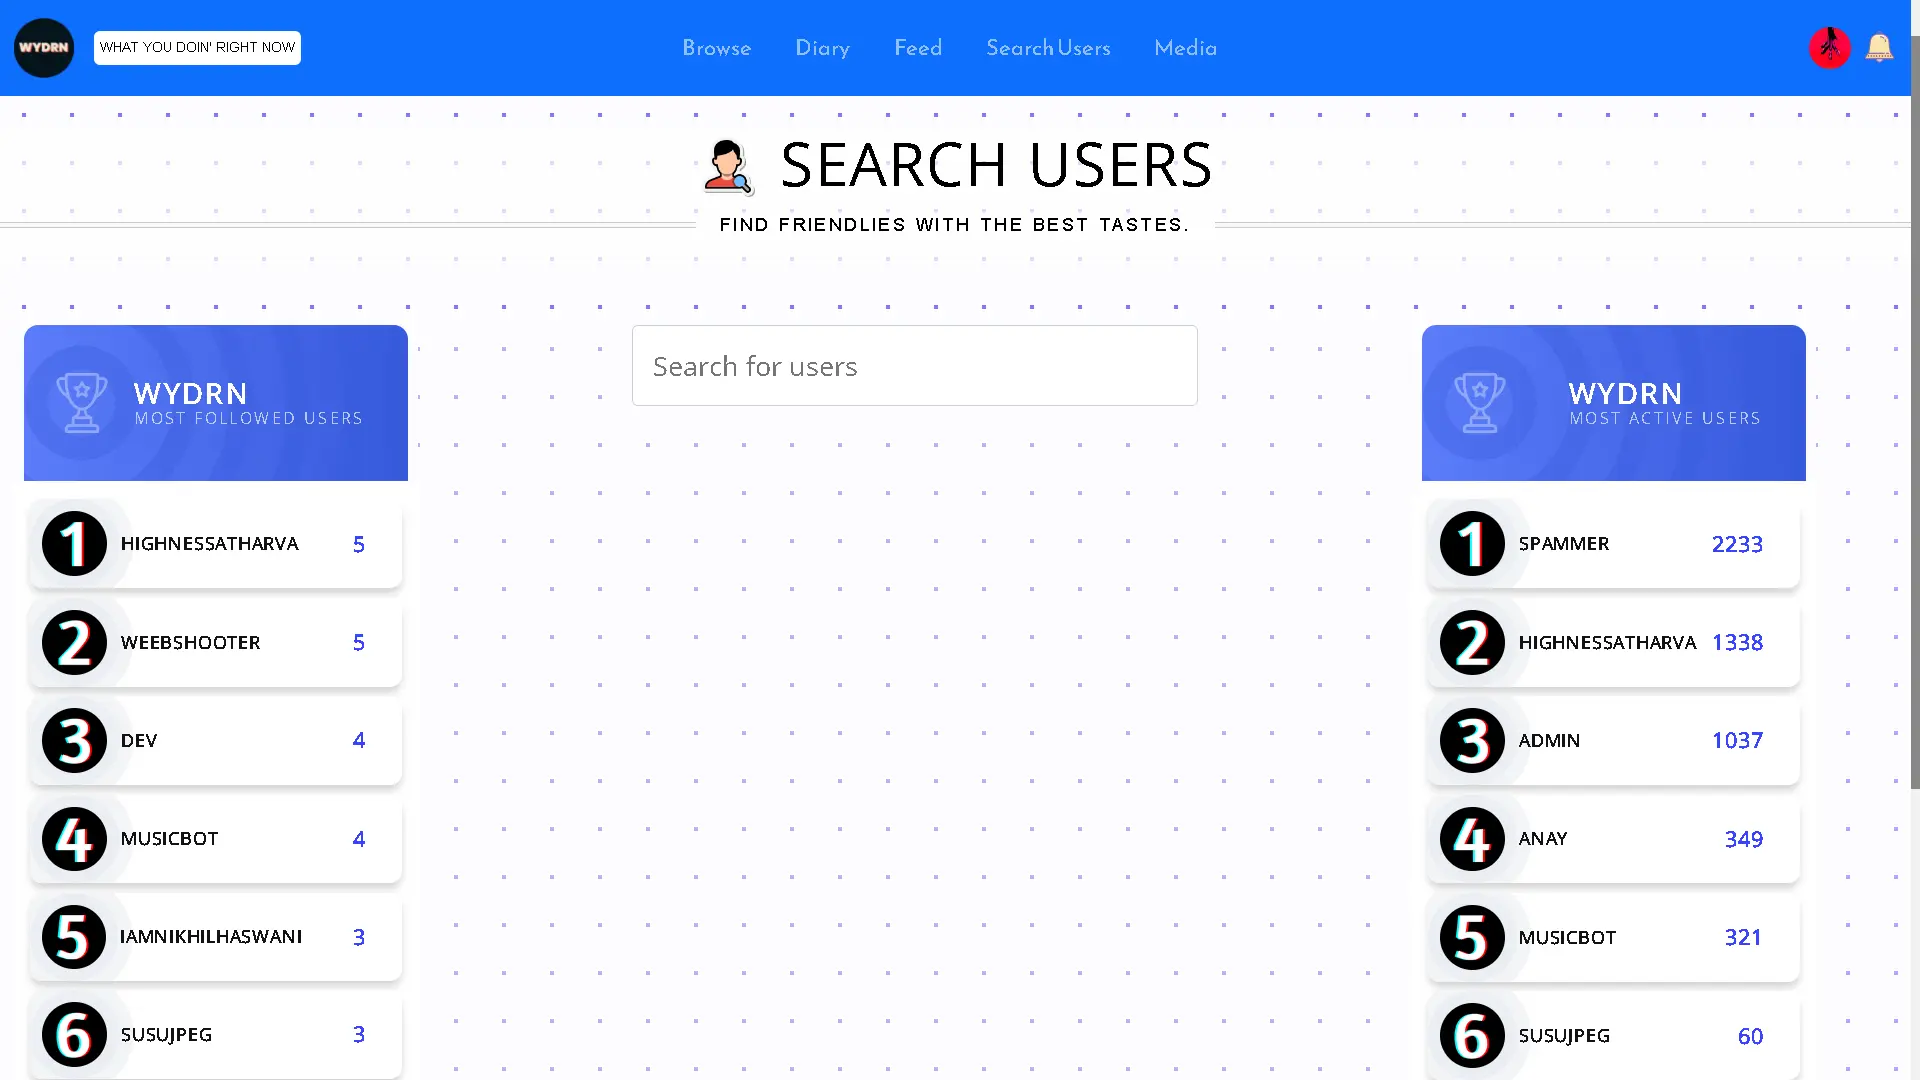 WYDRN
WHAT YOU DOIN' RIGHT NOW
Browse
Diary
Feed
Search Users
Media
SEARCH USERS
FIND FRIENDLIES WITH THE BEST TASTES.
Search for users
WYDRN
MOST FOLLOWED USERS
1 HIGHNESSATHARVA 5
2 WEEBSHOOTER 5
3 DEV 4
4 MUSICBOT 4
5 IAMNIKHILHASWANI 3
6 SUSUJPEG 3
WYDRN
MOST ACTIVE USERS
1 SPAMMER 2233
2 HIGHNESSATHARVA 1338
3 ADMIN 1037
4 ANAY 349
5 MUSICBOT 321
6 SUSUJPEG 60